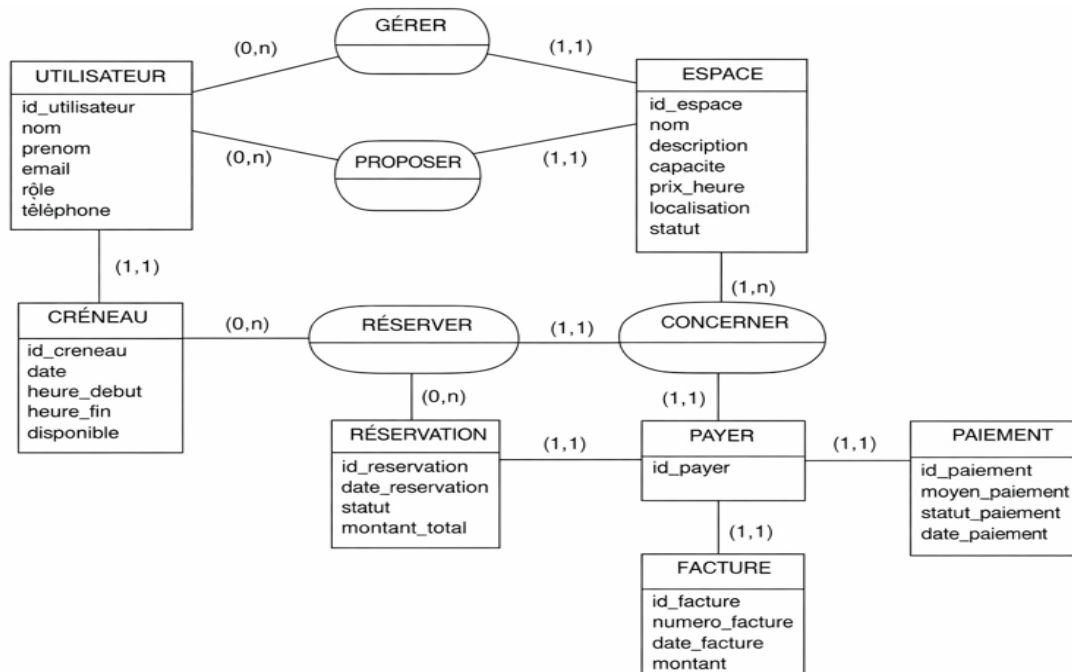 GÉRER
(0,n)
(1,1)
UTILISATEUR
id_utilisateur
nom
prenom
email
rôle
téléphone
ESPACE
id_espace
nom
description
capacite
prix_heure
localisation
statut
(0,n)
PROPOSER
(1,1)
(1,1)
(1,n)
CRÉNEAU
id_creneau
date
heure_debut
heure_fin
disponible
(0,n)
RÉSERVER
(1,1)
CONCERNER
(0,n)
(1,1)
RÉSERVATION
id_reservation
date_reservation
statut
montant_total
(1,1)
PAYER
id_payer
(1,1)
PAIEMENT
id_paiement
moyen_paiement
statut_paiement
date_paiement
(1,1)
FACTURE
id_facture
numero_facture
date_facture
montant